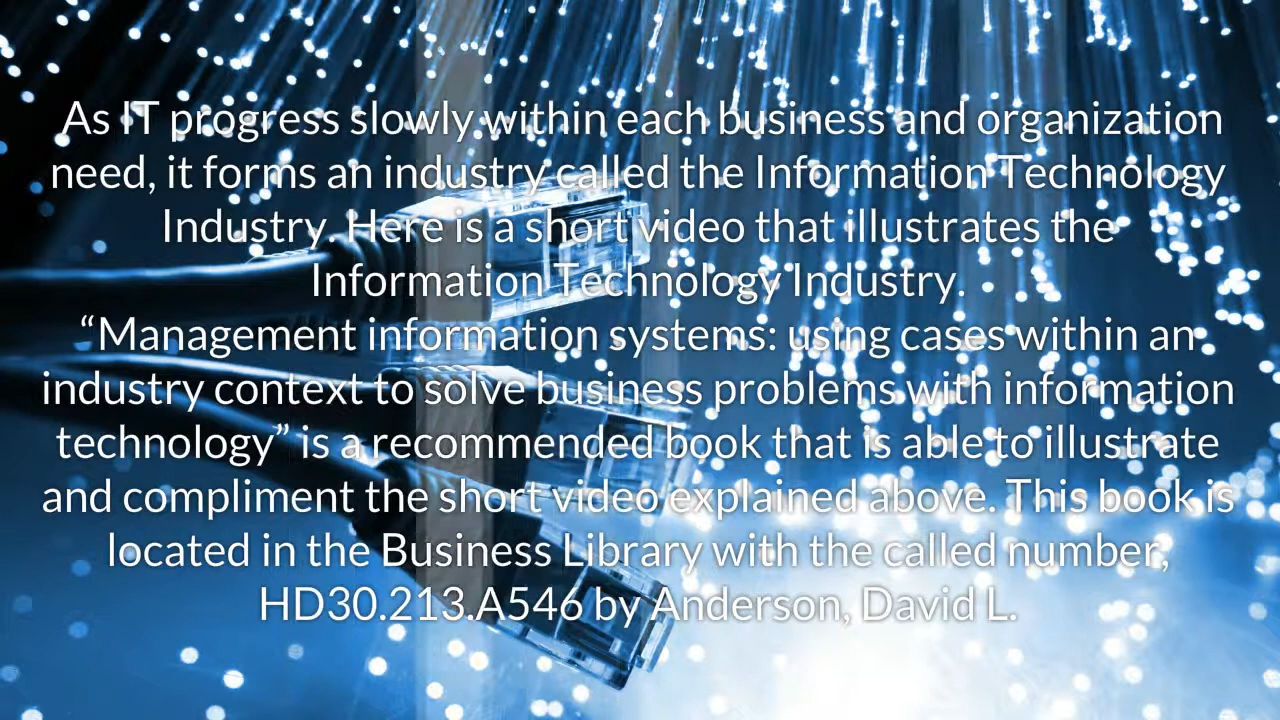 As IT progress slowly within each business and organization
need, it forms an industry called the Information Technology
Industry. Here is a short video that illustrates the
Information Technology Industry.
“Management information systems: using cases within an
industry context to solve business problems with information
technology” is a recommended book that is able to illustrate
and compliment the short video explained above. This book is
located in the Business Library with the called number,
HD30.213.A546 by Anderson, David L.